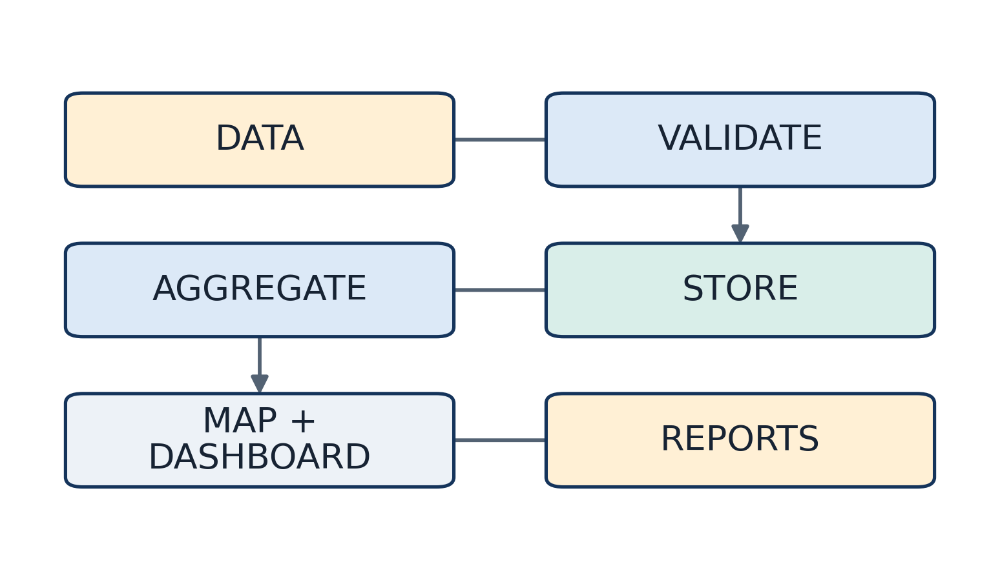 DATA
VALIDATE
AGGREGATE
STORE
MAP +
DASHBOARD
REPORTS